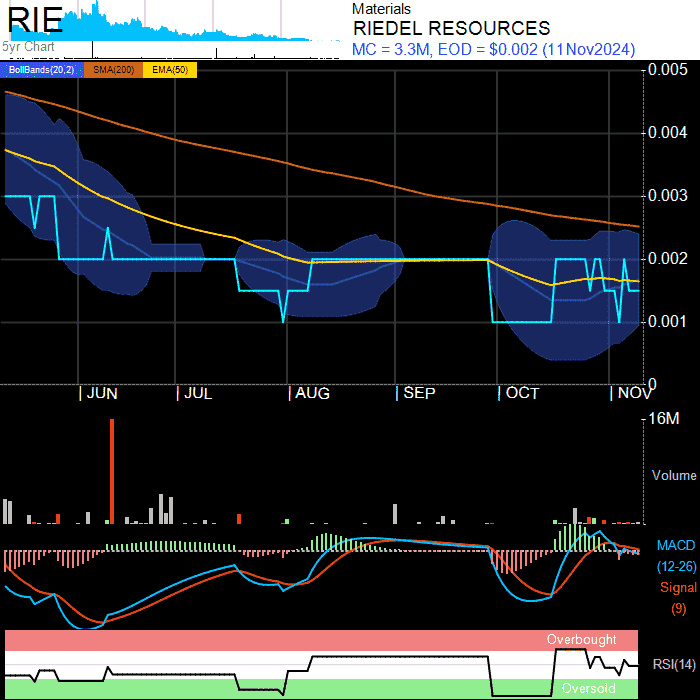 RIE
5yr Chart
Materials
RIEDEL RESOURCES
MC = 3.3M, EOD = $0.002 (11Nov2024)
BollBands(20,2) SMA(200) EMA(50)
0.005
0.004
0.003
0.002
0.001
0
| JUN | JUL | AUG | SEP | OCT | NOV
16M
Volume
MACD
(12-26)
Signal
(9)
Overbought
RSI(14)
Oversold